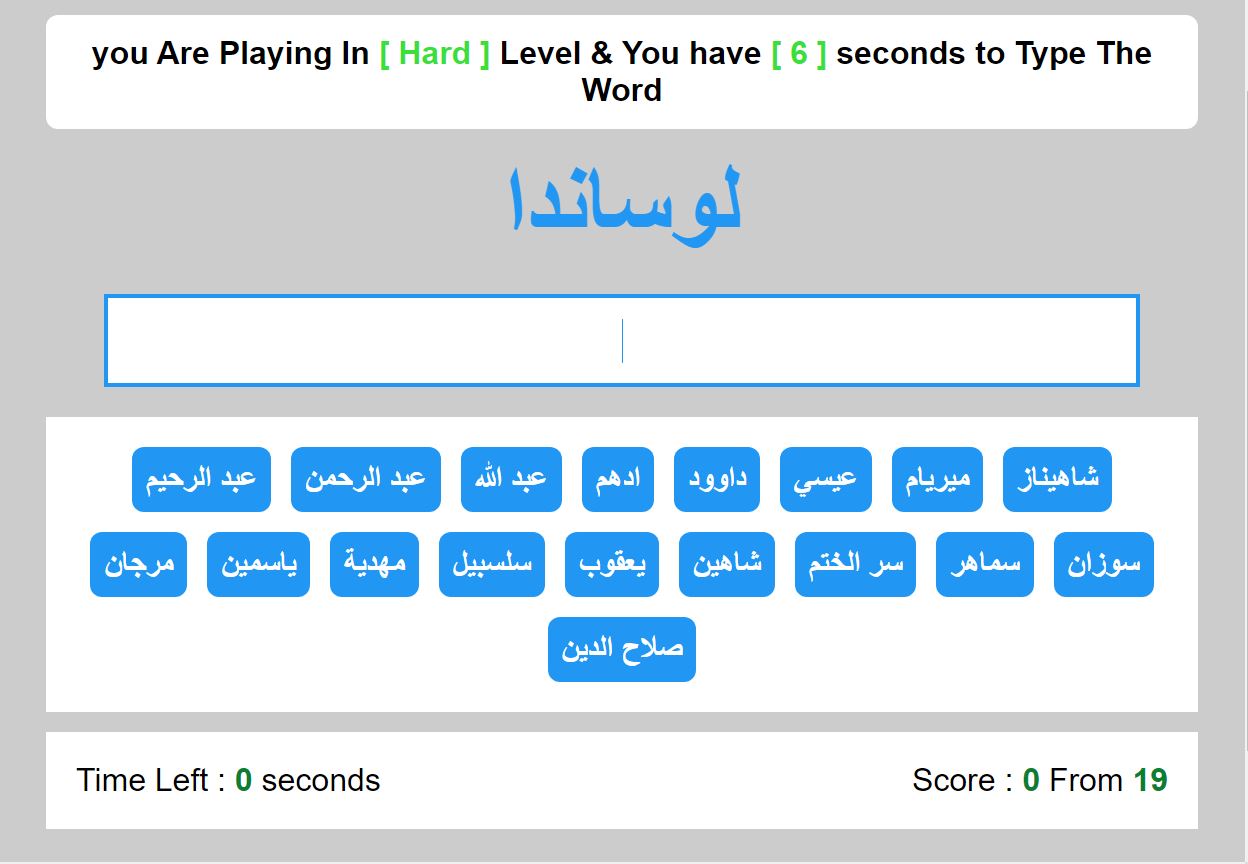 you Are Playing In [ Hard ] Level & You have [ 6 ] seconds to Type The
Word
لوساندا
شاهيناز ميريام عيسي داوود ادهم عبد الله عبد الرحمن عبد الرحيم
سوزان سماهر سر الختم شاهين يعقوب سلسبيل مهدية ياسمين مرجان
صلاح الدين
Time Left : 0 seconds Score : 0 From 19